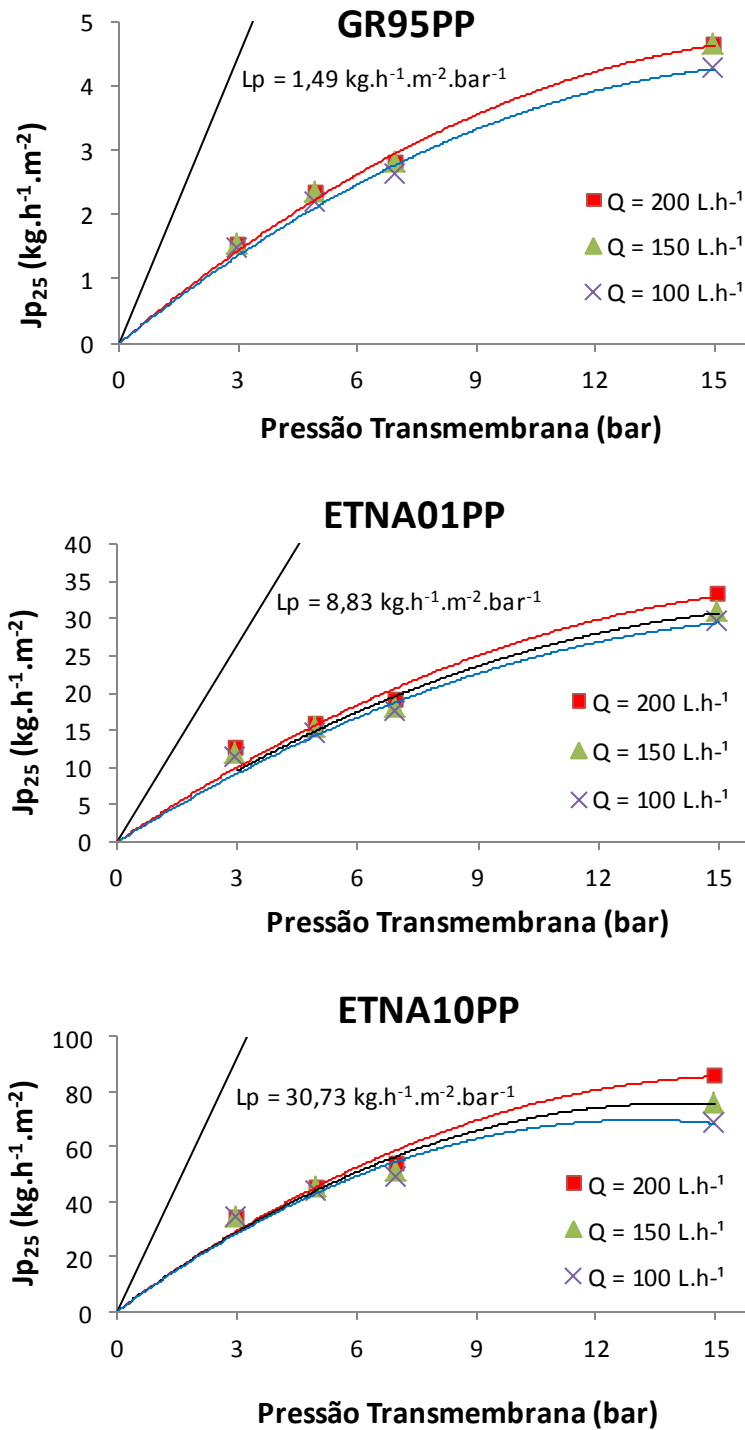 GR95PP
Lp = 1,49 kg.h⁻¹.m⁻².bar⁻¹
Jp₂₅ (kg.h⁻¹.m⁻²)
5
4
3
2
1
0
Q = 200 L.h-¹
Q = 150 L.h-¹
Q = 100 L.h-¹
0 3 6 9 12 15
Pressão Transmembrana (bar)
ETNA01PP
Lp = 8,83 kg.h⁻¹.m⁻².bar⁻¹
Jp₂₅ (kg.h⁻¹.m⁻²)
40
35
30
25
20
15
10
5
0
Q = 200 L.h-¹
Q = 150 L.h-¹
Q = 100 L.h-¹
0 3 6 9 12 15
Pressão Transmembrana (bar)
ETNA10PP
Lp = 30,73 kg.h⁻¹.m⁻².bar⁻¹
Jp₂₅ (kg.h⁻¹.m⁻²)
100
80
60
40
20
0
Q = 200 L.h-¹
Q = 150 L.h-¹
Q = 100 L.h-¹
0 3 6 9 12 15
Pressão Transmembrana (bar)